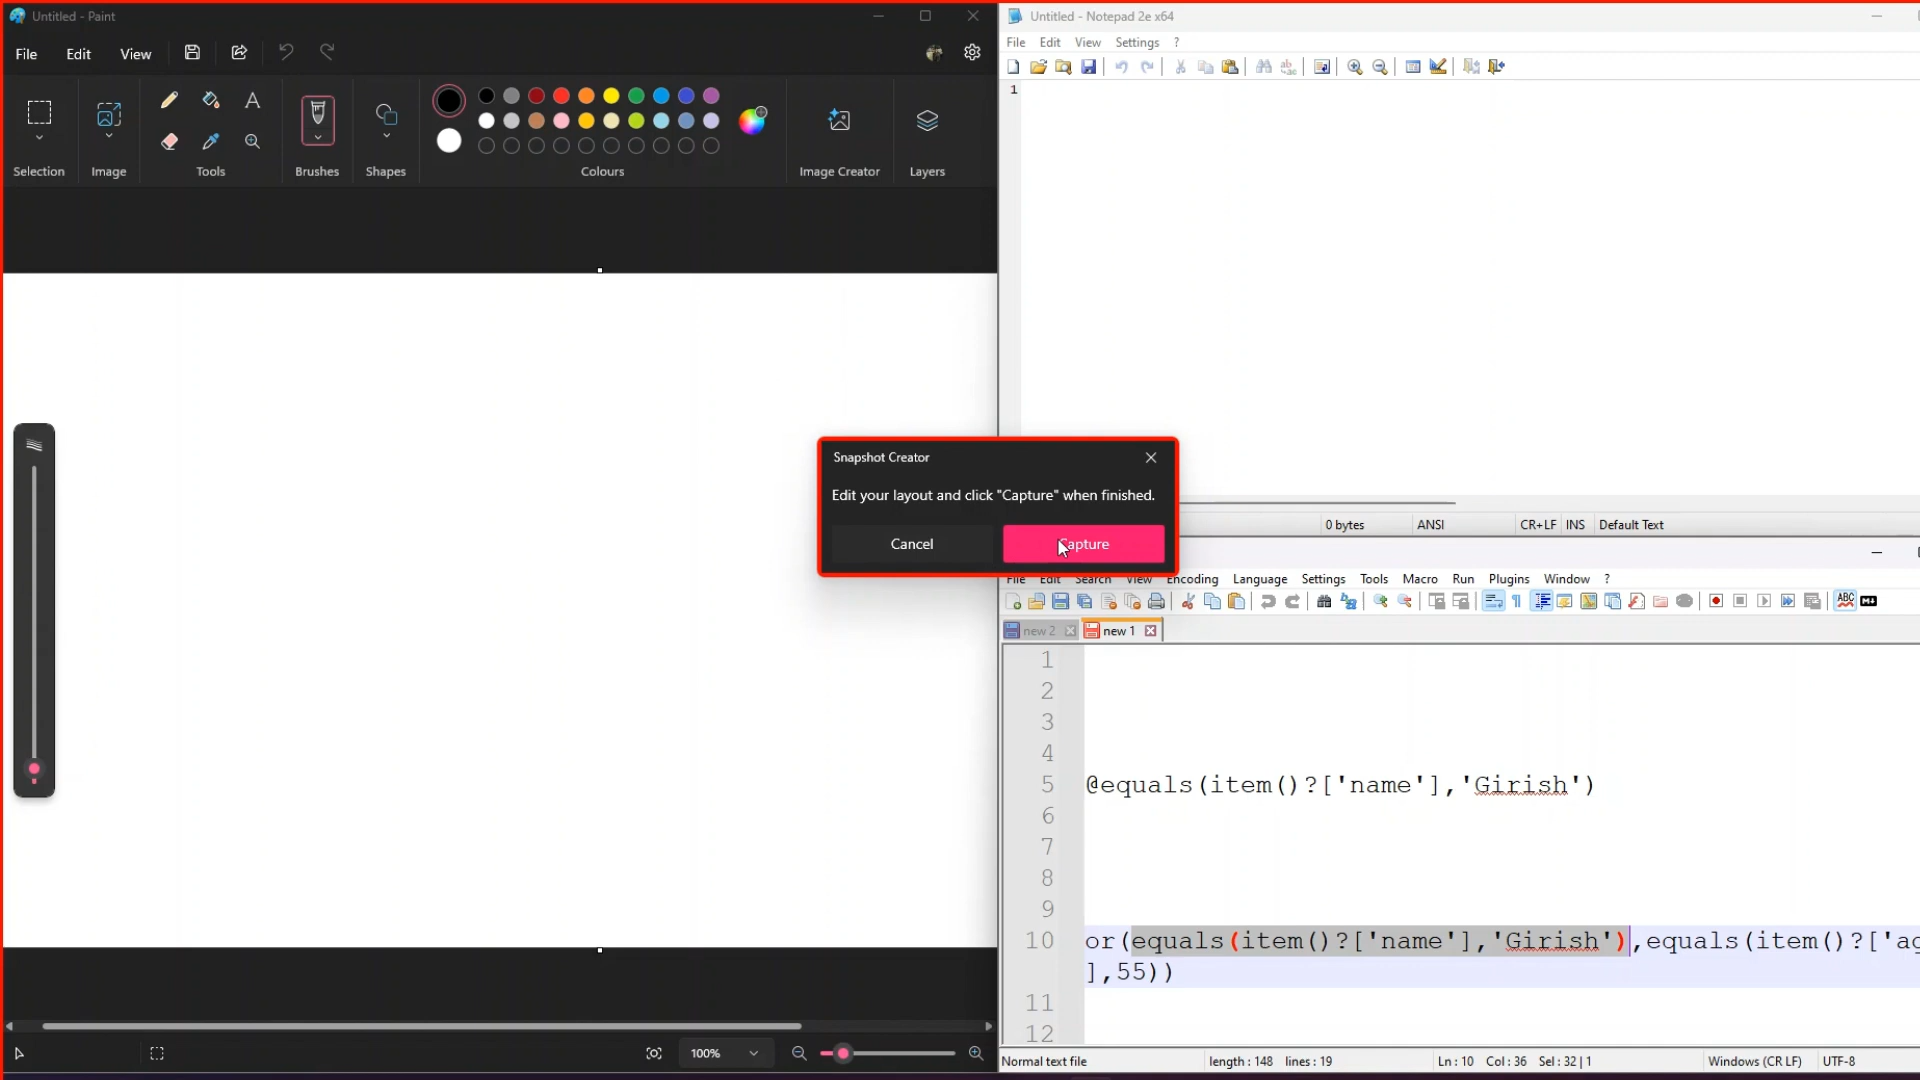 Untitled - Paint
File Edit View
Selection Image Tools Brushes Shapes Colours Image Creator Layers
100%
Untitled - Notepad 2e x64
File Edit View Settings ?
1
0 bytes ANSI CR+LF INS Default Text
Snapshot Creator
Edit your layout and click "Capture" when finished.
Cancel Capture
File Edit Search View Encoding Language Settings Tools Macro Run Plugins Window ?
new 2 new 1
1
2
3
4
5 @equals(item()?['name'],'Girish')
6
7
8
9
10 or(equals(item()?['name'],'Girish'),equals(item()?['ag
],55))
11
12
Normal text file length : 148 lines : 19 Ln : 10 Col : 36 Sel : 32 | 1 Windows (CR LF) UTF-8